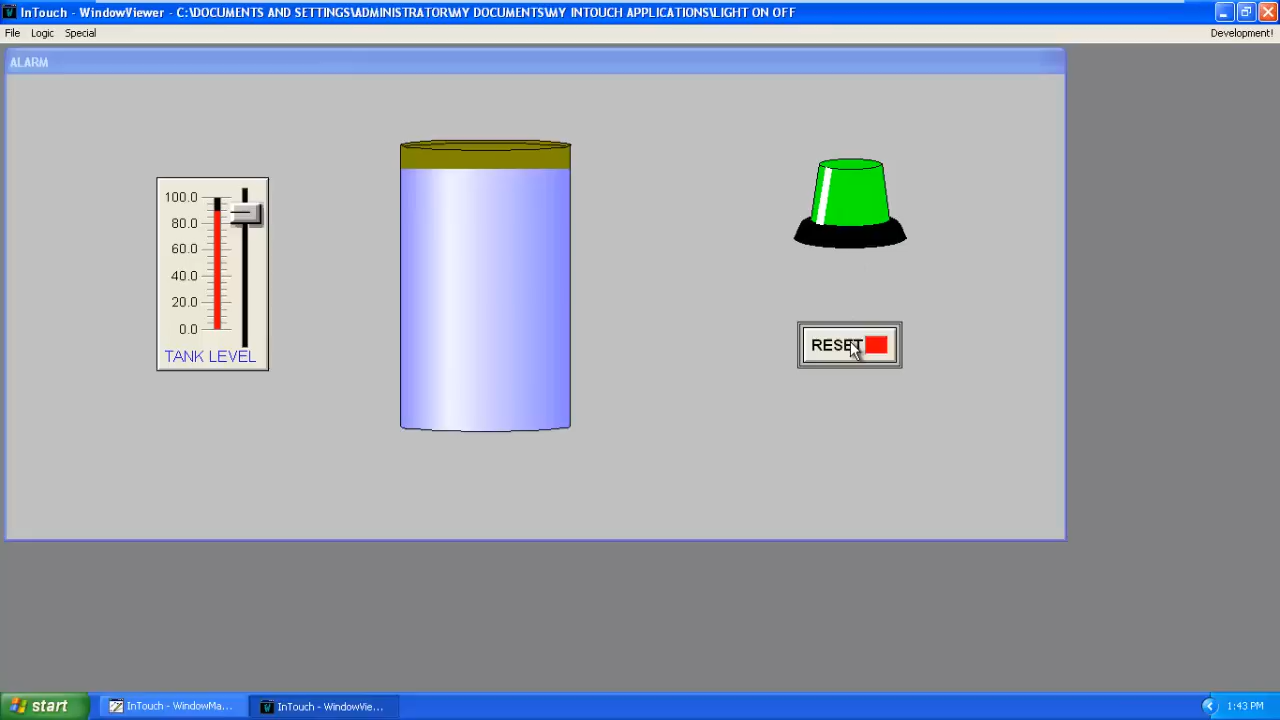 InTouch - WindowViewer - C:\DOCUMENTS AND SETTINGS\ADMINISTRATOR\MY DOCUMENTS\MY INTOUCH APPLICATIONS\LIGHT ON OFF
File Logic Special Development!
ALARM
100.0
80.0
60.0
40.0
20.0
0.0
TANK LEVEL
RESET
start InTouch - WindowMa... InTouch - WindowVie... 1:43 PM